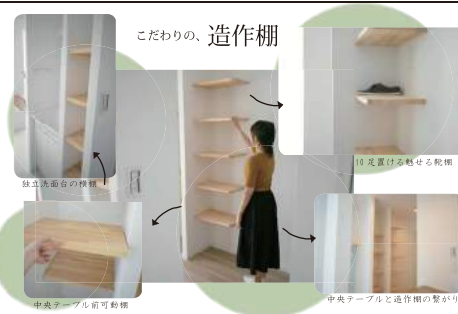 こだわりの、造作棚
10足置ける魅せる靴棚
独立洗面台の横棚
中央テーブル前可動棚
中央テーブルと造作棚の繋がり